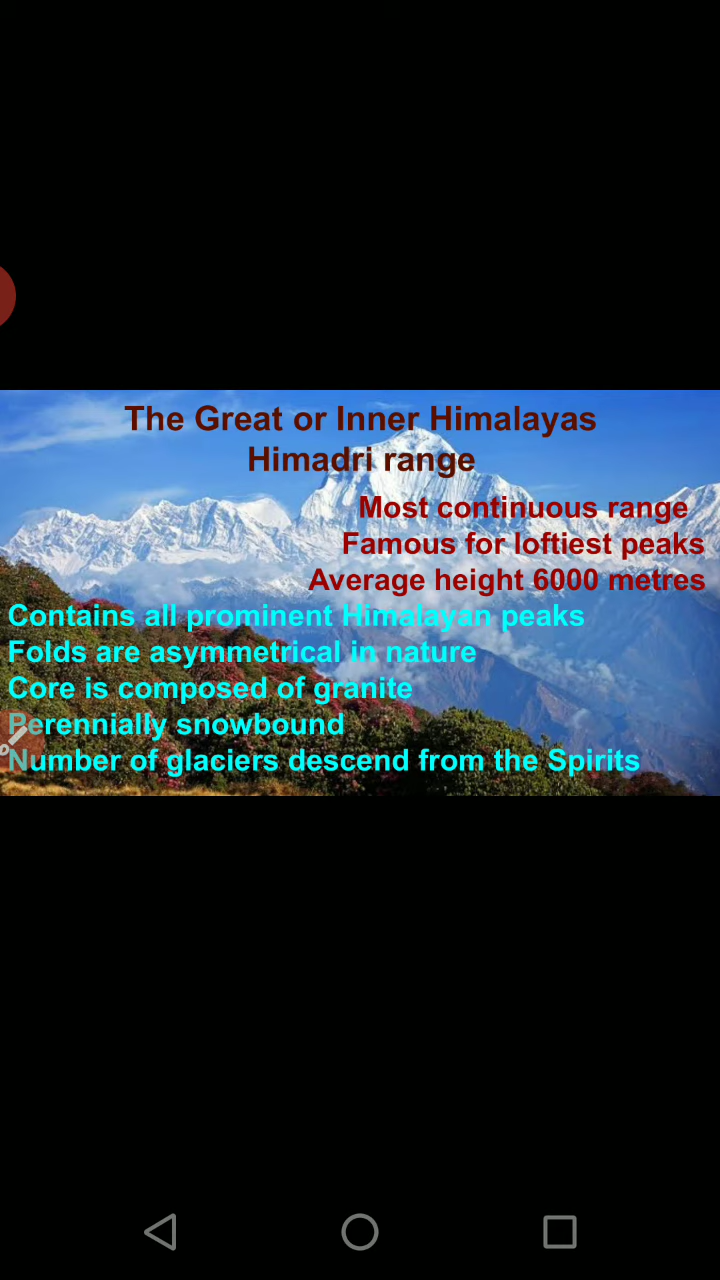 The Great or Inner Himalayas
Himadri range
Most continuous range
Famous for loftiest peaks
Average height 6000 metres
Contains all prominent Himalayan peaks
Folds are asymmetrical in nature
Core is composed of granite
Perennially snowbound
Number of glaciers descend from the Spirits